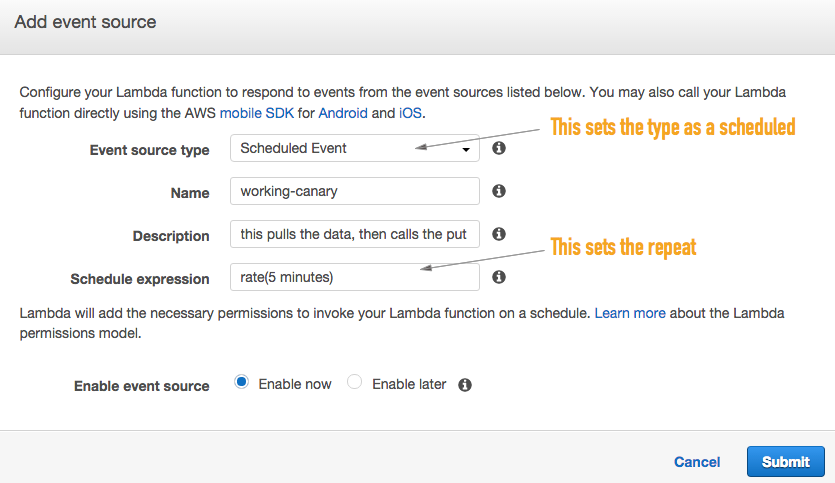 Add event source
Configure your Lambda function to respond to events from the event sources listed below. You may also call your Lambda
function directly using the AWS mobile SDK for Android and iOS.
This sets the type as a scheduled
Event source type Scheduled Event
Name working-canary
Description this pulls the data, then calls the put
This sets the repeat
Schedule expression rate(5 minutes)
Lambda will add the necessary permissions to invoke your Lambda function on a schedule. Learn more about the Lambda
permissions model.
Enable event source Enable now Enable later
Cancel Submit